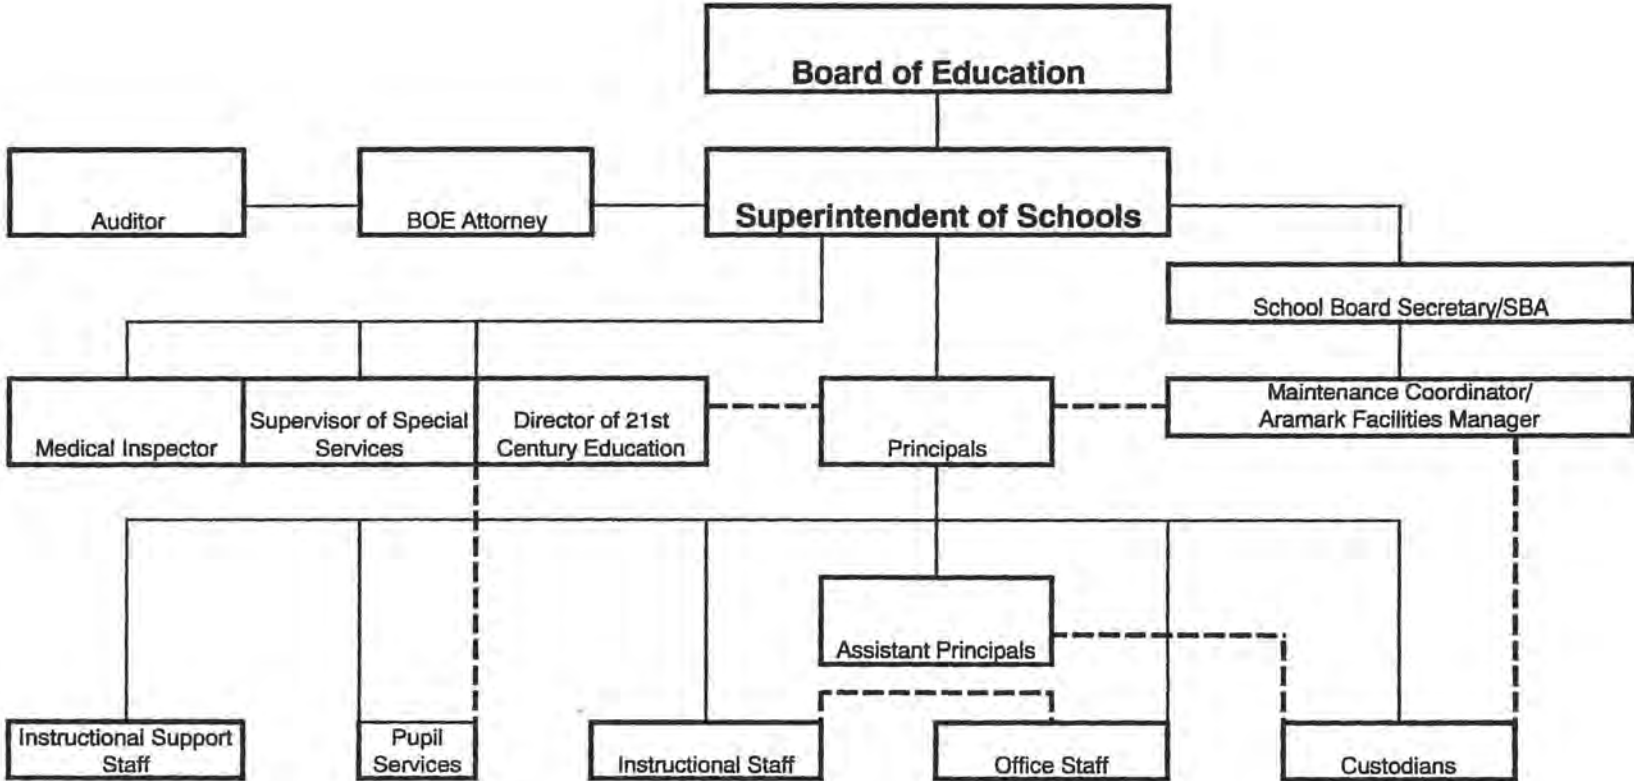 Board of Education
Auditor
BOE Attorney
Superintendent of Schools
School Board Secretary/SBA
Medical Inspector
Supervisor of Special
Services
Director of 21st
Century Education
Principals
Maintenance Coordinator/
Aramark Facilities Manager
Assistant Principals
Instructional Support
Staff
Pupil
Services
Instructional Staff
Office Staff
Custodians